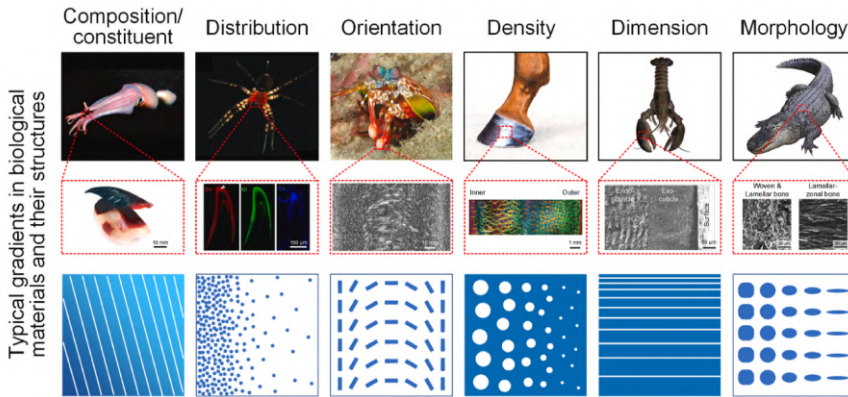 Composition/
constituent
Distribution
Orientation
Density
Dimension
Morphology
Typical gradients in biological
materials and their structures
10 mm
100 μm
Inner
Outer
1 mm
Endo-
cuticle
Exo-
cuticle
Surface
Woven &
Lamellar bone
Lamellar-
zonal bone